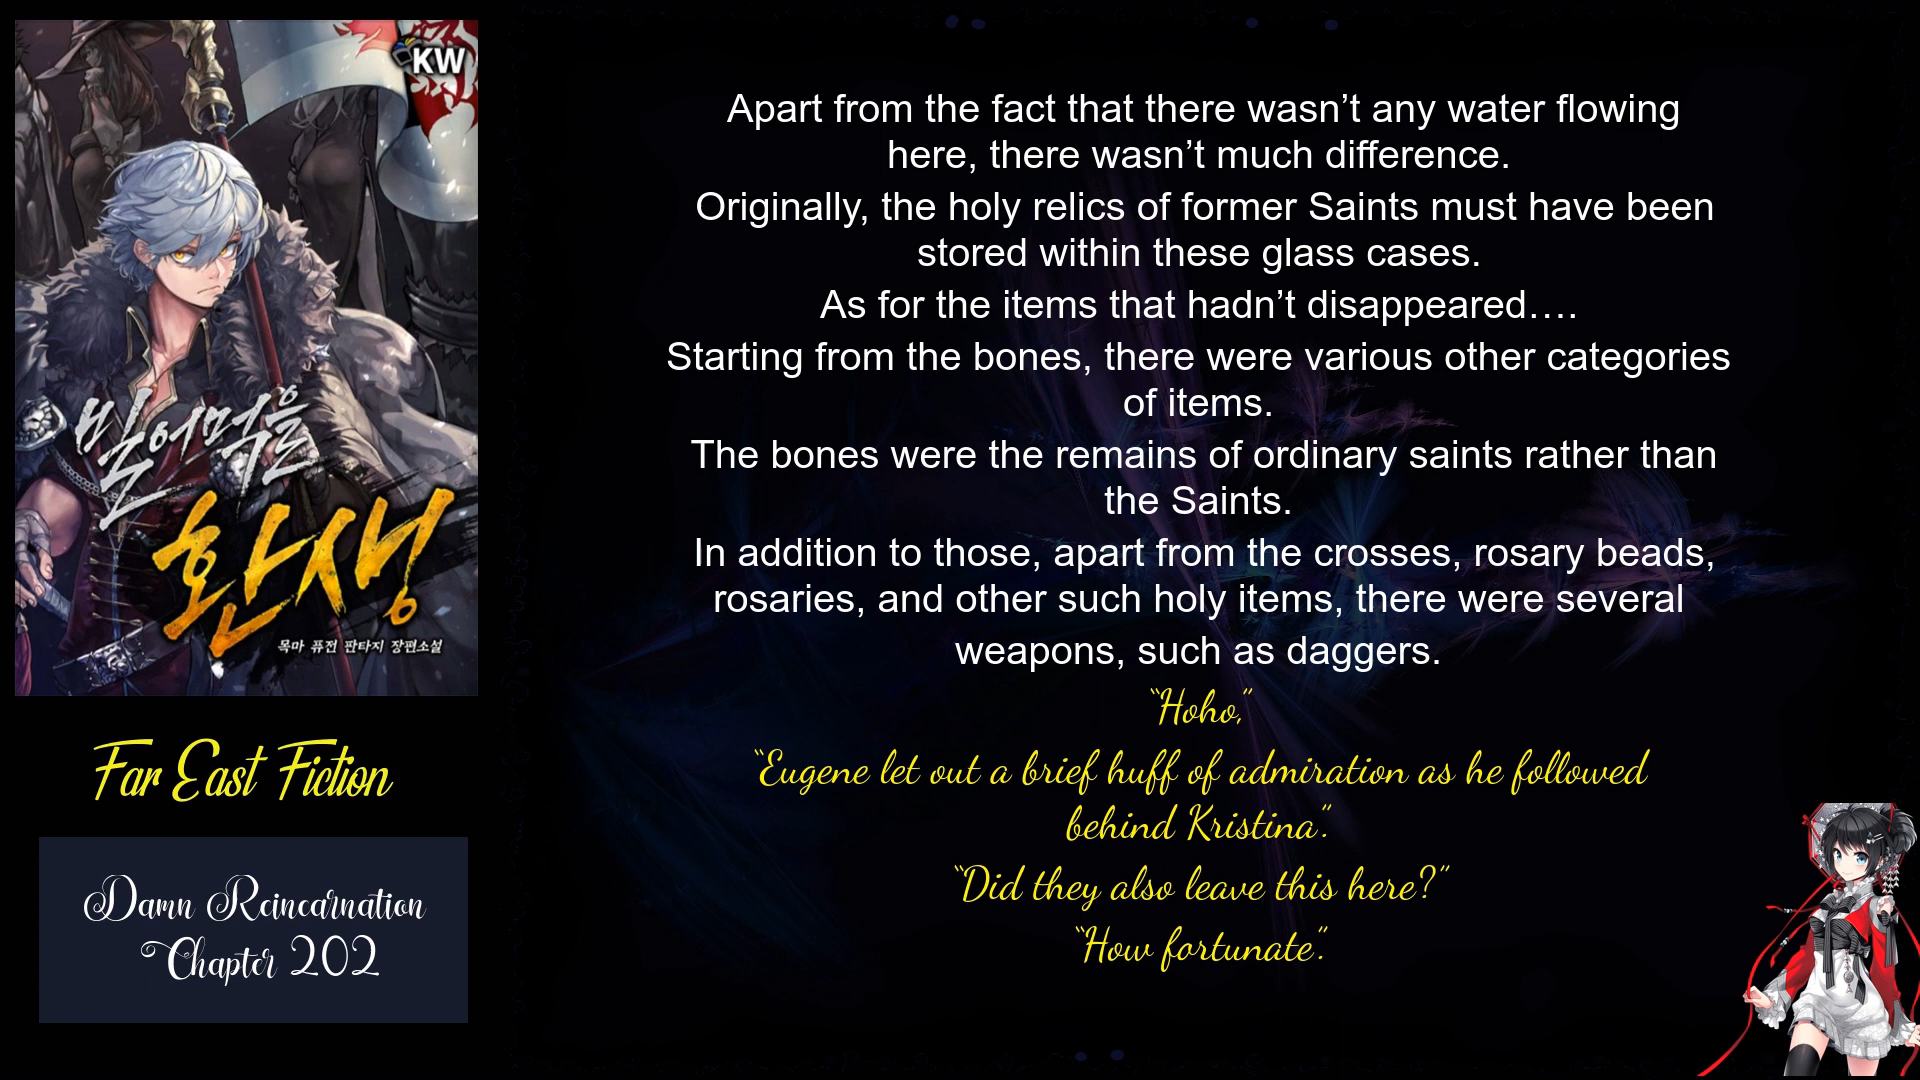 KW
빌어먹을
환생
목마 퓨전 판타지 장편소설
Far East Fiction
Damn Reincarnation
Chapter 202
Apart from the fact that there wasn’t any water flowing
here, there wasn’t much difference.
Originally, the holy relics of former Saints must have been
stored within these glass cases.
As for the items that hadn’t disappeared….
Starting from the bones, there were various other categories
of items.
The bones were the remains of ordinary saints rather than
the Saints.
In addition to those, apart from the crosses, rosary beads,
rosaries, and other such holy items, there were several
weapons, such as daggers.
“Hoho,”
“Eugene let out a brief huff of admiration as he followed
behind Kristina”.
“Did they also leave this here?”
“How fortunate”.